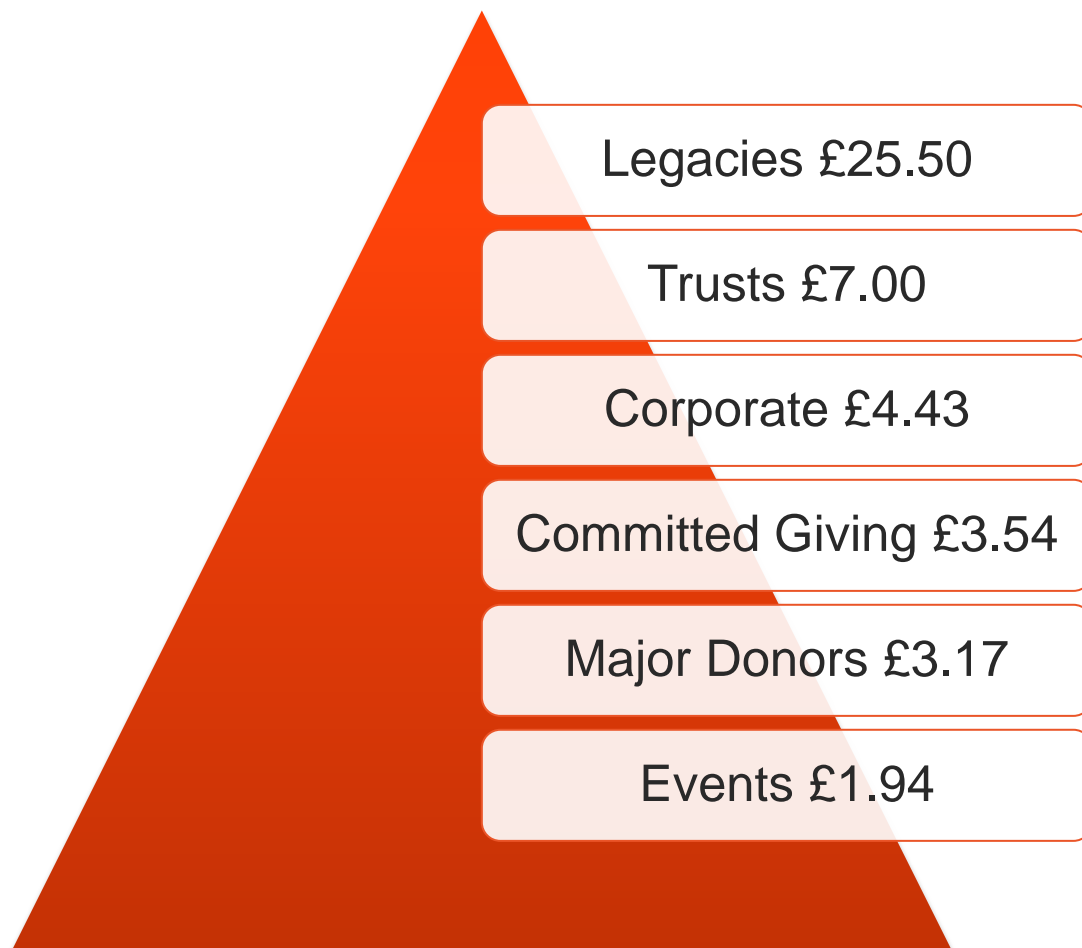 Legacies £25.50
Trusts £7.00
Corporate £4.43
Committed Giving £3.54
Major Donors £3.17
Events £1.94